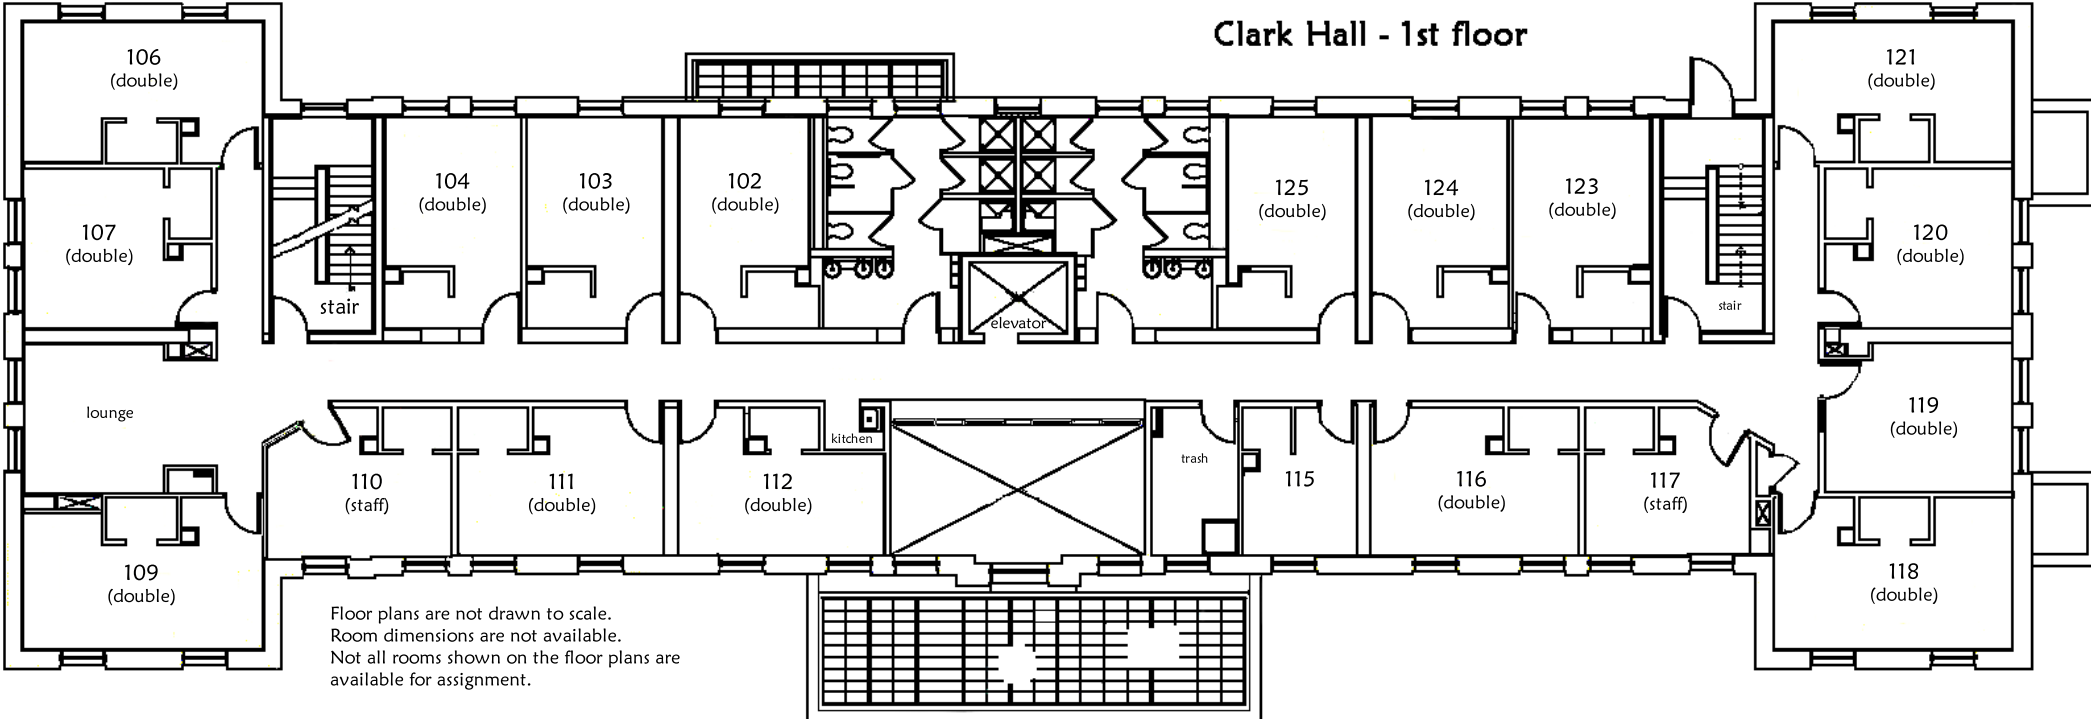 Clark Hall - 1st floor
106
(double)
121
(double)
104
(double)
103
(double)
102
(double)
125
(double)
124
(double)
123
(double)
107
(double)
120
(double)
stair
elevator
stair
lounge
kitchen
119
(double)
110
(staff)
111
(double)
112
(double)
trash
115
116
(double)
117
(staff)
109
(double)
118
(double)
Floor plans are not drawn to scale.
Room dimensions are not available.
Not all rooms shown on the floor plans are
available for assignment.